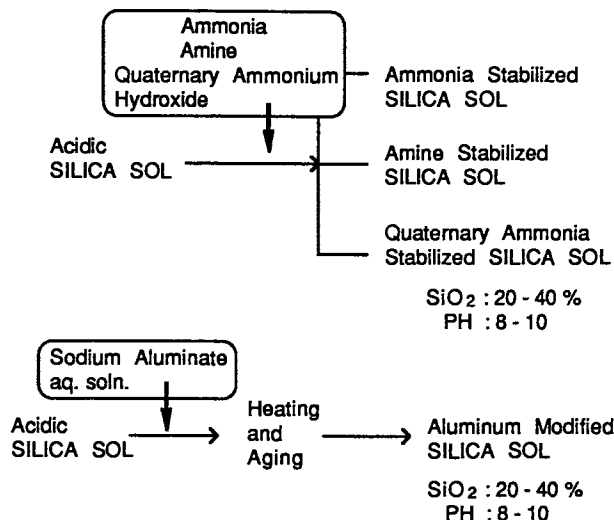 Ammonia
Amine
Quaternary Ammonium
Hydroxide
Ammonia Stabilized
SILICA SOL
Acidic
SILICA SOL
Amine Stabilized
SILICA SOL
Quaternary Ammonia
Stabilized SILICA SOL
SiO2 : 20 - 40 %
PH : 8 - 10
Sodium Aluminate
aq. soln.
Acidic
SILICA SOL
Heating
and
Aging
Aluminum Modified
SILICA SOL
SiO2 : 20 - 40 %
PH : 8 - 10